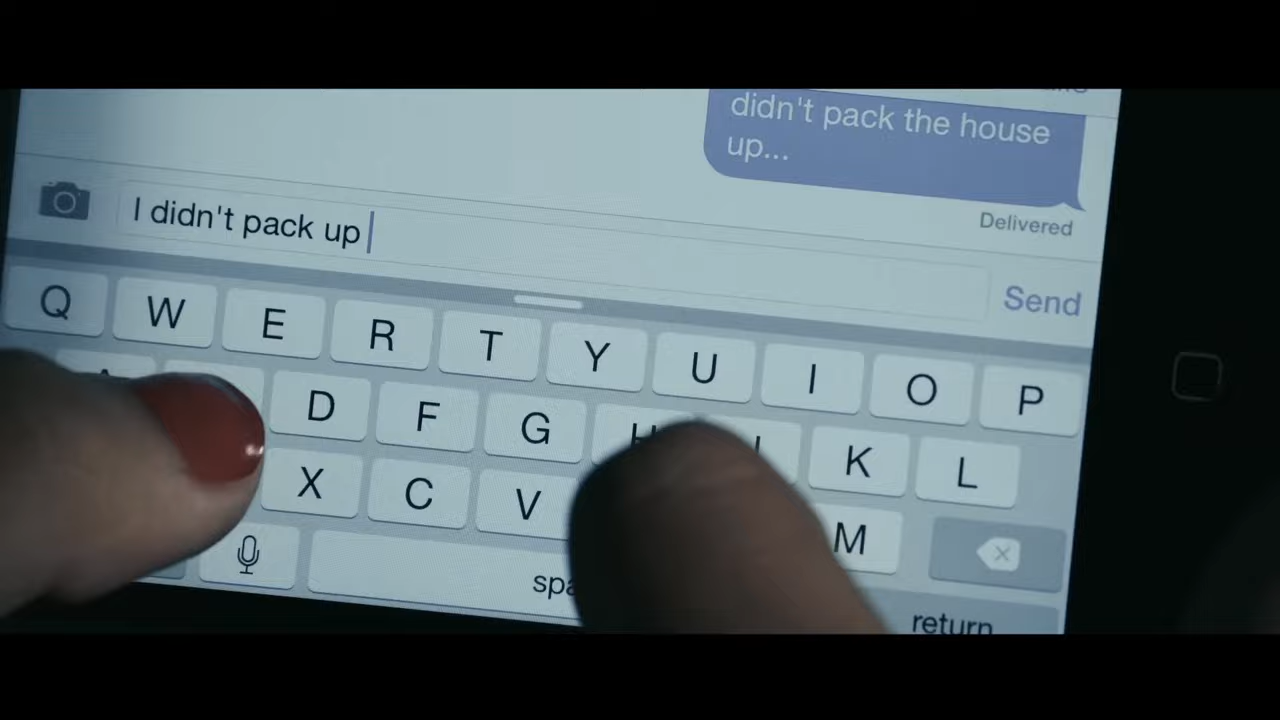 didn't pack the house
up...
Delivered
I didn't pack up
Send
Q W E R T Y U I O P
D F G H K L
X C V M
return